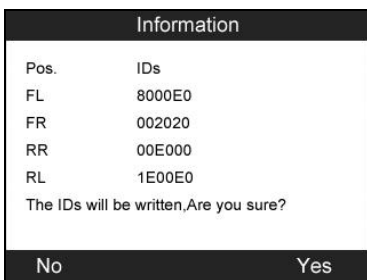 Information
Pos. IDs
FL 8000E0
FR 002020
RR 00E000
RL 1E00E0
The IDs will be written,Are you sure?
No Yes